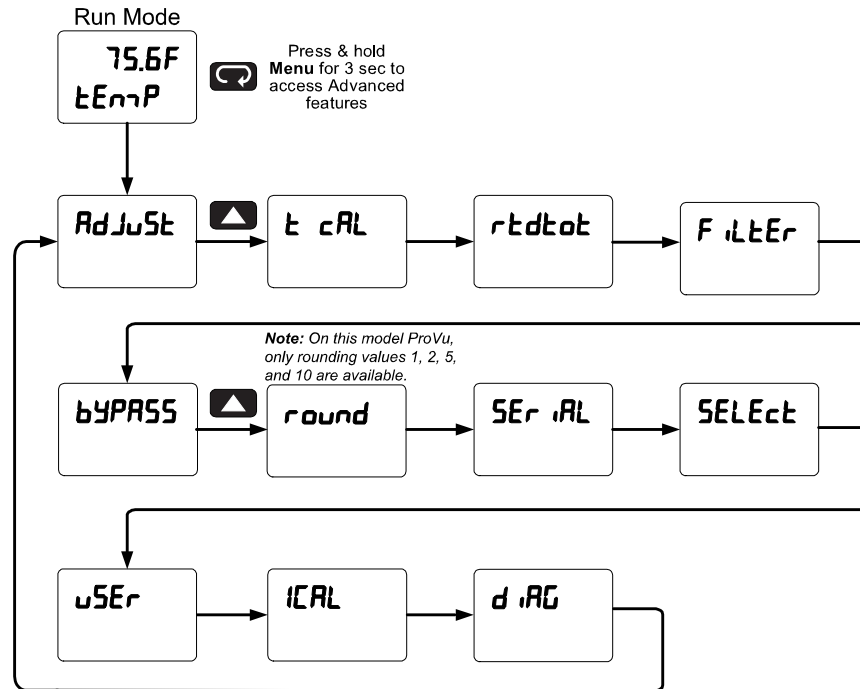 Run Mode
75.6F
tEmP
Press & hold
Menu for 3 sec to
access Advanced
features
AdJuSt
t cAL
rtdtot
FiLtEr
Note: On this model ProVu,
only rounding values 1, 2, 5,
and 10 are available.
bYPASS
round
SEriAL
SELEct
uSEr
ICAL
diAG